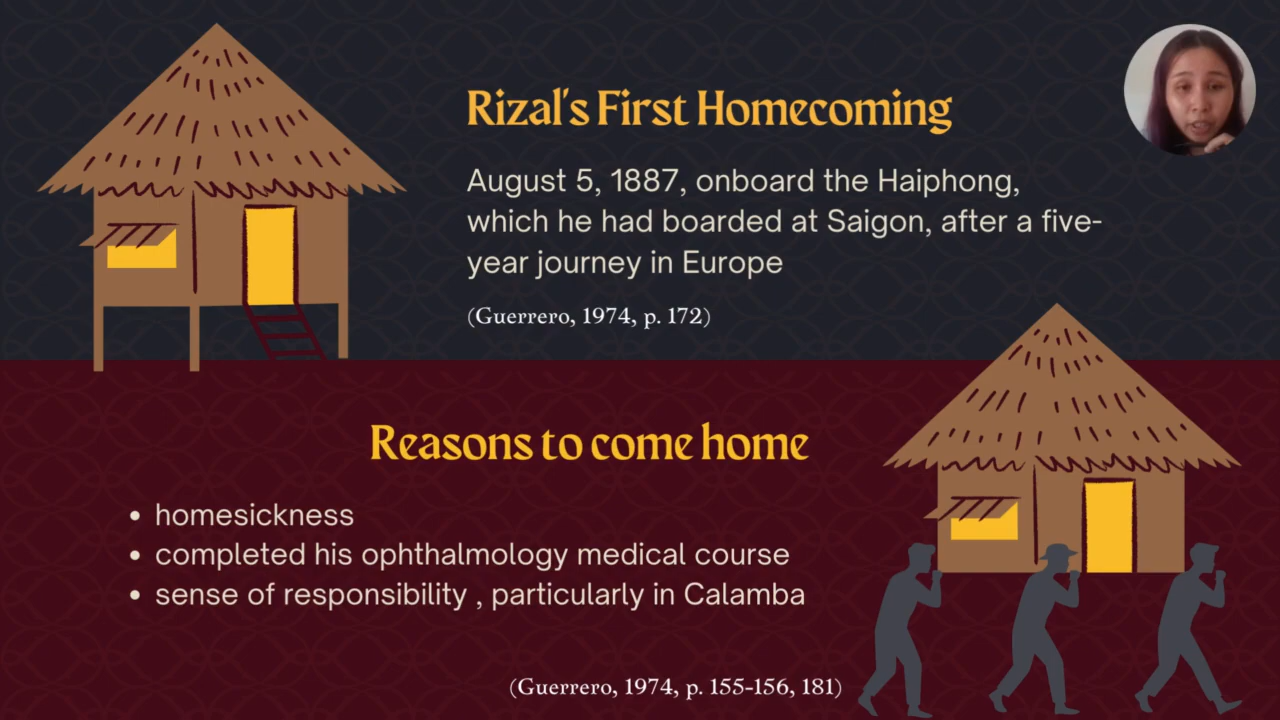 Rizal's First Homecoming
August 5, 1887, onboard the Haiphong,
which he had boarded at Saigon, after a five-
year journey in Europe
(Guerrero, 1974, p. 172)
Reasons to come home
• homesickness
• completed his ophthalmology medical course
• sense of responsibility , particularly in Calamba
(Guerrero, 1974, p. 155-156, 181)